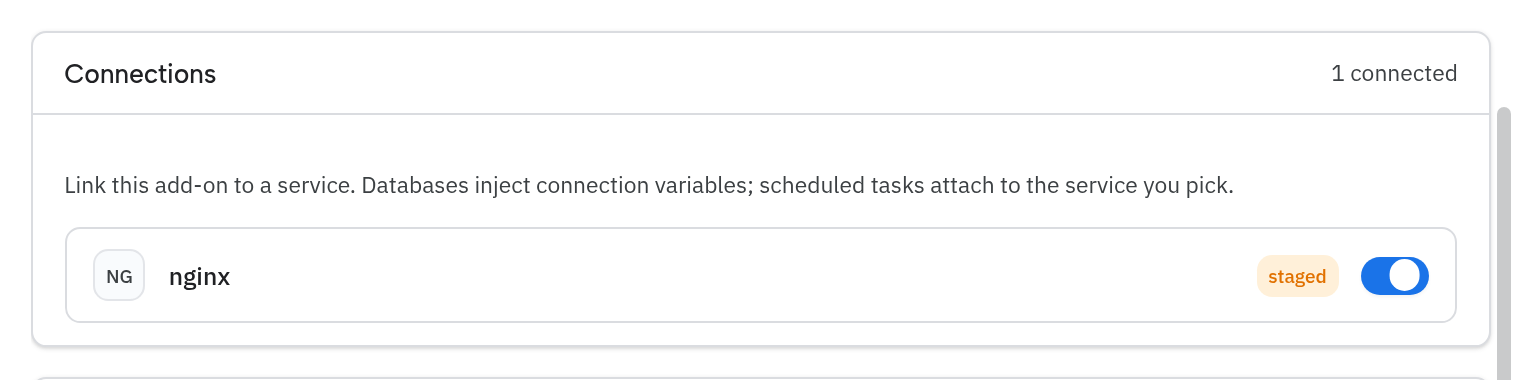 Connections
1 connected
Link this add-on to a service. Databases inject connection variables; scheduled tasks attach to the service you pick.
NG
nginx
staged